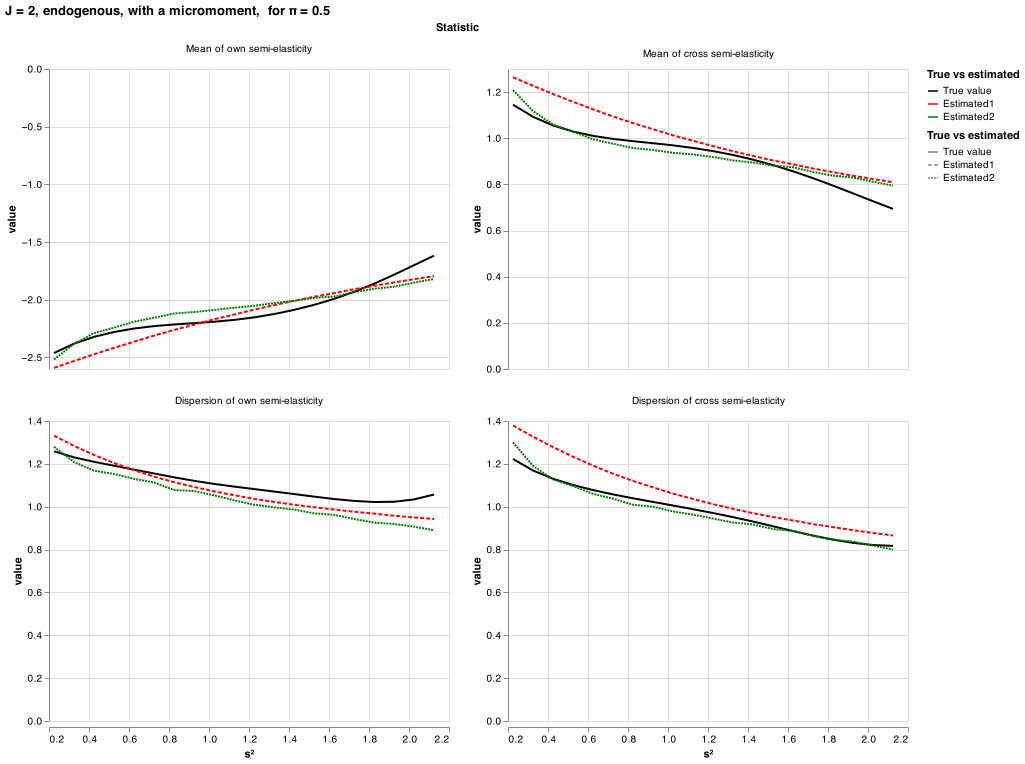 J = 2, endogenous, with a micromoment,  for π = 0.5
Statistic
Mean of own semi-elasticity
0.0
−0.5
−1.0
−1.5
−2.0
−2.5
value
Mean of cross semi-elasticity
1.2
1.0
0.8
0.6
0.4
0.2
0.0
value
True vs estimated
True value
Estimated1
Estimated2
True vs estimated
True value
Estimated1
Estimated2
Dispersion of own semi-elasticity
1.4
1.2
1.0
0.8
0.6
0.4
0.2
0.0
value
0.2 0.4 0.6 0.8 1.0 1.2 1.4 1.6 1.8 2.0 2.2
s²
Dispersion of cross semi-elasticity
1.4
1.2
1.0
0.8
0.6
0.4
0.2
0.0
value
0.2 0.4 0.6 0.8 1.0 1.2 1.4 1.6 1.8 2.0 2.2
s²